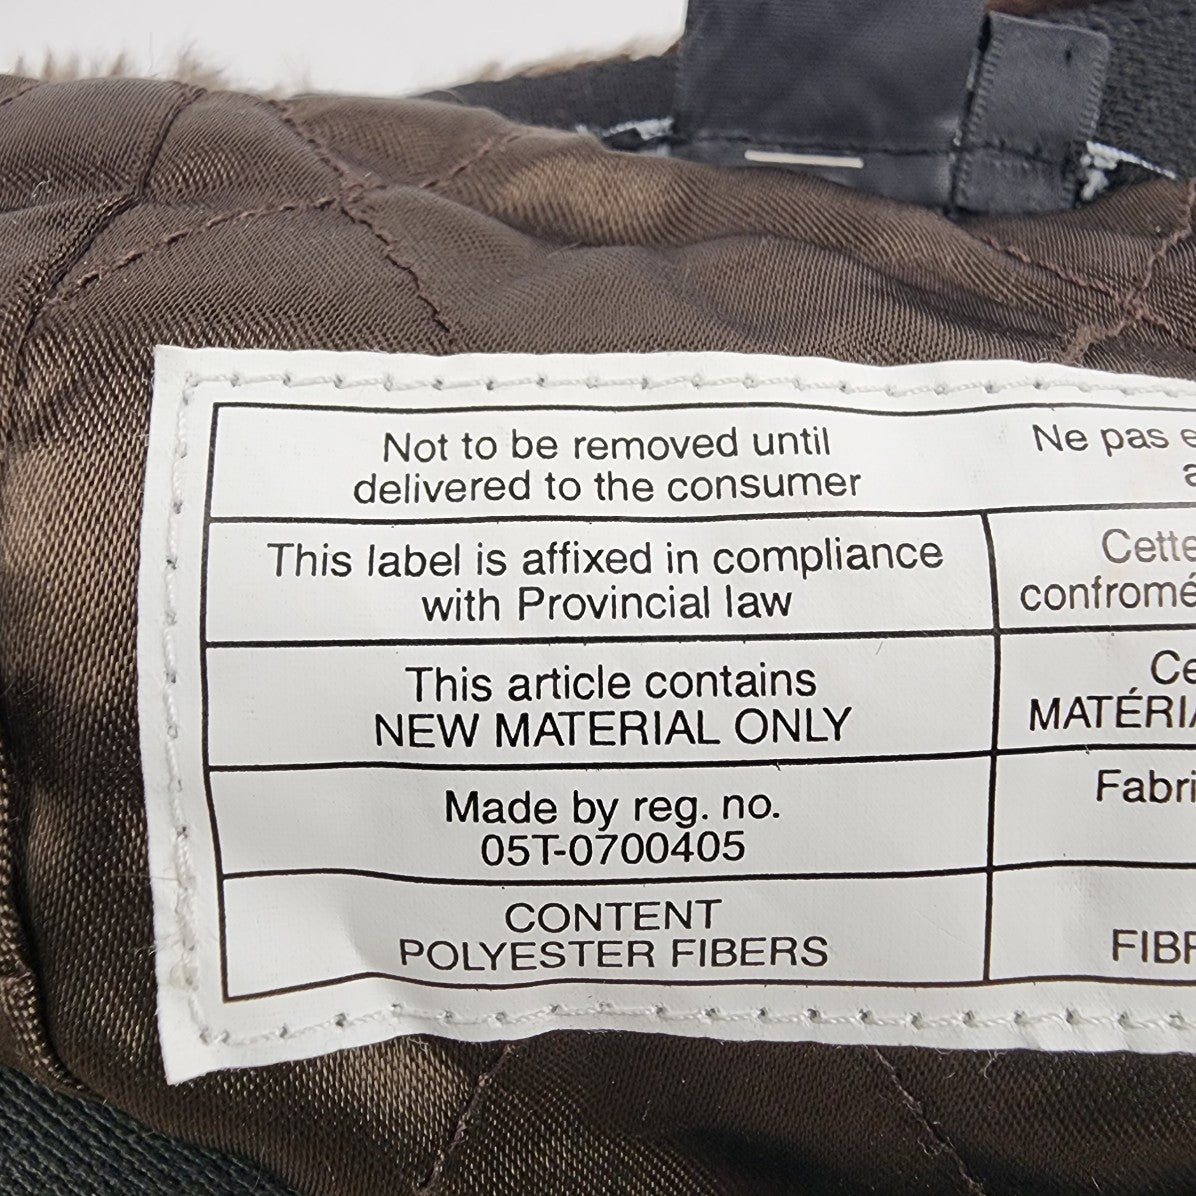 Not to be removed until
delivered to the consumer
Ne pas e
This label is affixed in compliance
with Provincial law
Cette
confromé
This article contains
NEW MATERIAL ONLY
Ce
MATÉRIA
Made by reg. no.
05T-0700405
Fabri
CONTENT
POLYESTER FIBERS
FIBR